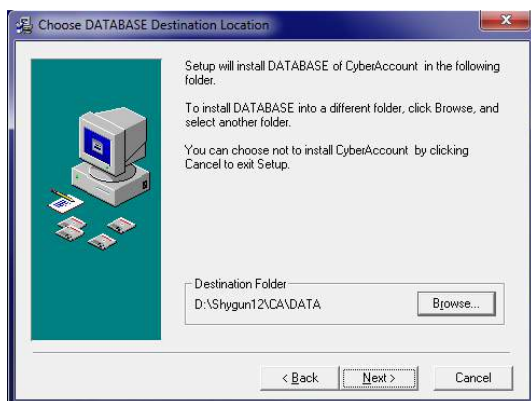 Choose DATABASE Destination Location
Setup will install DATABASE of CyberAccount in the following
folder.
To install DATABASE into a different folder, click Browse, and
select another folder.
You can choose not to install CyberAccount by clicking
Cancel to exit Setup.
Destination Folder
D:\Shygun12\CA\DATA
Browse...
< Back
Next >
Cancel